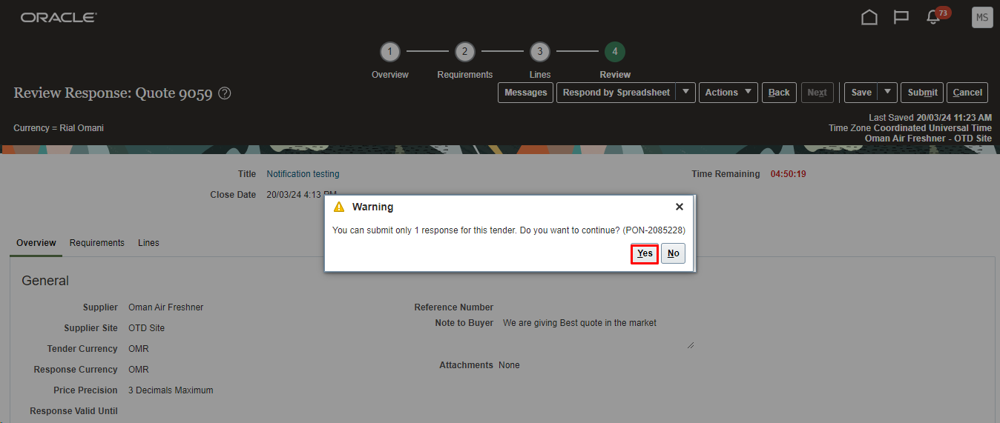 ORACLE
73
MS
1
2
3
4
Overview
Requirements
Lines
Review
Review Response: Quote 9059 ?
Messages
Respond by Spreadsheet
Actions
Back
Next
Save
Submit
Cancel
Currency = Rial Omani
Last Saved 20/03/24 11:23 AM
Time Zone Coordinated Universal Time
Oman Air Freshner - OTD Site
Title Notification testing
Time Remaining 04:50:19
Close Date 20/03/24 4:13 PM
Warning
You can submit only 1 response for this tender. Do you want to continue? (PON-2085228)
Yes
No
Overview
Requirements
Lines
General
Supplier Oman Air Freshner
Supplier Site OTD Site
Tender Currency OMR
Response Currency OMR
Price Precision 3 Decimals Maximum
Response Valid Until
Reference Number
Note to Buyer We are giving Best quote in the market
Attachments None